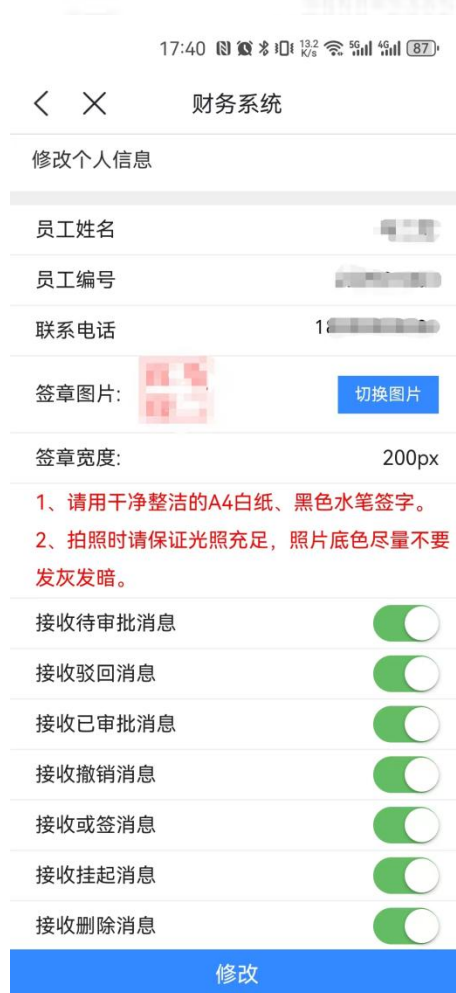 17:40 13.2 K/s 5G 4G 87
财务系统
修改个人信息
员工姓名
员工编号
联系电话 18
签章图片: 切换图片
签章宽度: 200px
1、请用干净整洁的A4白纸、黑色水笔签字。
2、拍照时请保证光照充足，照片底色尽量不要
发灰发暗。
接收待审批消息
接收驳回消息
接收已审批消息
接收撤销消息
接收或签消息
接收挂起消息
接收删除消息
修改